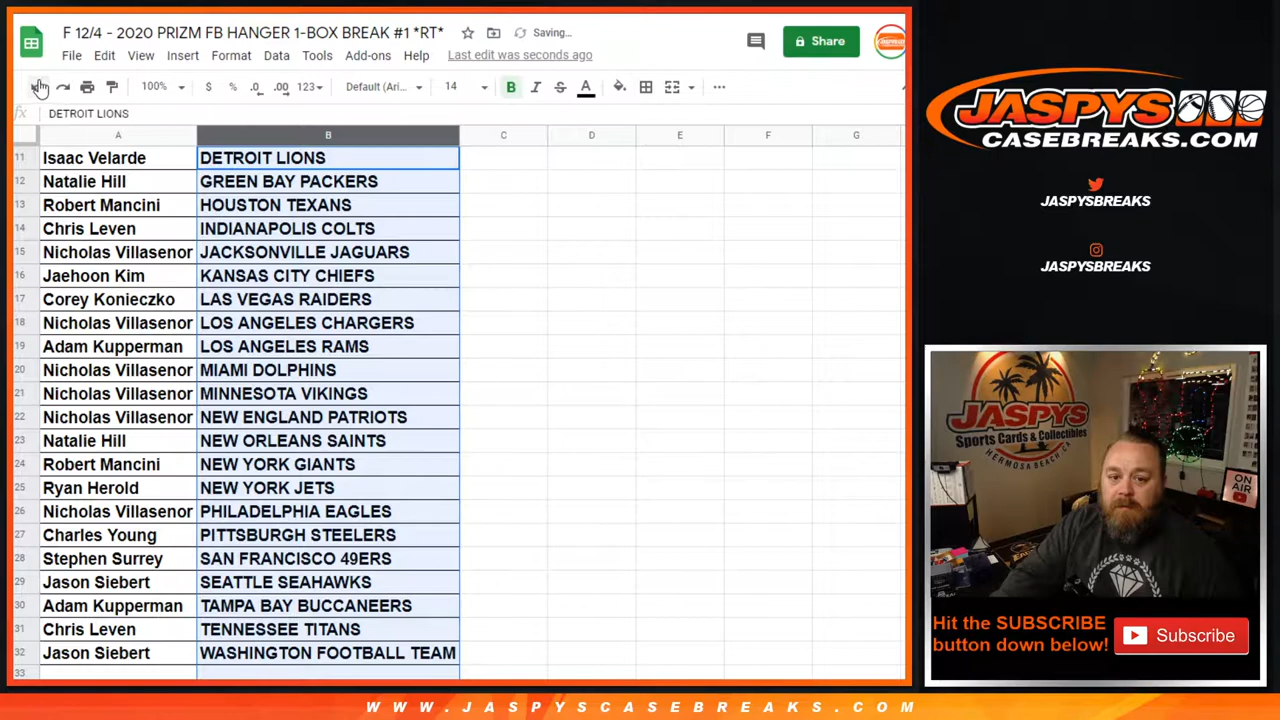 F 12/4 - 2020 PRIZM FB HANGER 1-BOX BREAK #1 *RT*
Saving...
File Edit View Insert Format Data Tools Add-ons Help Last edit was seconds ago
Share
100% $ % .0 .00 123 Default (Ari... 14 B I S A
fx DETROIT LIONS
A B C D E F G
11 Isaac Velarde DETROIT LIONS
12 Natalie Hill GREEN BAY PACKERS
13 Robert Mancini HOUSTON TEXANS
14 Chris Leven INDIANAPOLIS COLTS
15 Nicholas Villasenor JACKSONVILLE JAGUARS
16 Jaehoon Kim KANSAS CITY CHIEFS
17 Corey Konieczko LAS VEGAS RAIDERS
18 Nicholas Villasenor LOS ANGELES CHARGERS
19 Adam Kupperman LOS ANGELES RAMS
20 Nicholas Villasenor MIAMI DOLPHINS
21 Nicholas Villasenor MINNESOTA VIKINGS
22 Nicholas Villasenor NEW ENGLAND PATRIOTS
23 Natalie Hill NEW ORLEANS SAINTS
24 Robert Mancini NEW YORK GIANTS
25 Ryan Herold NEW YORK JETS
26 Nicholas Villasenor PHILADELPHIA EAGLES
27 Charles Young PITTSBURGH STEELERS
28 Stephen Surrey SAN FRANCISCO 49ERS
29 Jason Siebert SEATTLE SEAHAWKS
30 Adam Kupperman TAMPA BAY BUCCANEERS
31 Chris Leven TENNESSEE TITANS
32 Jason Siebert WASHINGTON FOOTBALL TEAM
33
JASPYS
CASEBREAKS.COM
JASPYSBREAKS
JASPYSBREAKS
JASPYS
Sports Cards & Collectibles
HERMOSA BEACH, CA
ON
AIR
Hit the SUBSCRIBE
button down below!
Subscribe
WWW.JASPYSCASEBREAKS.COM